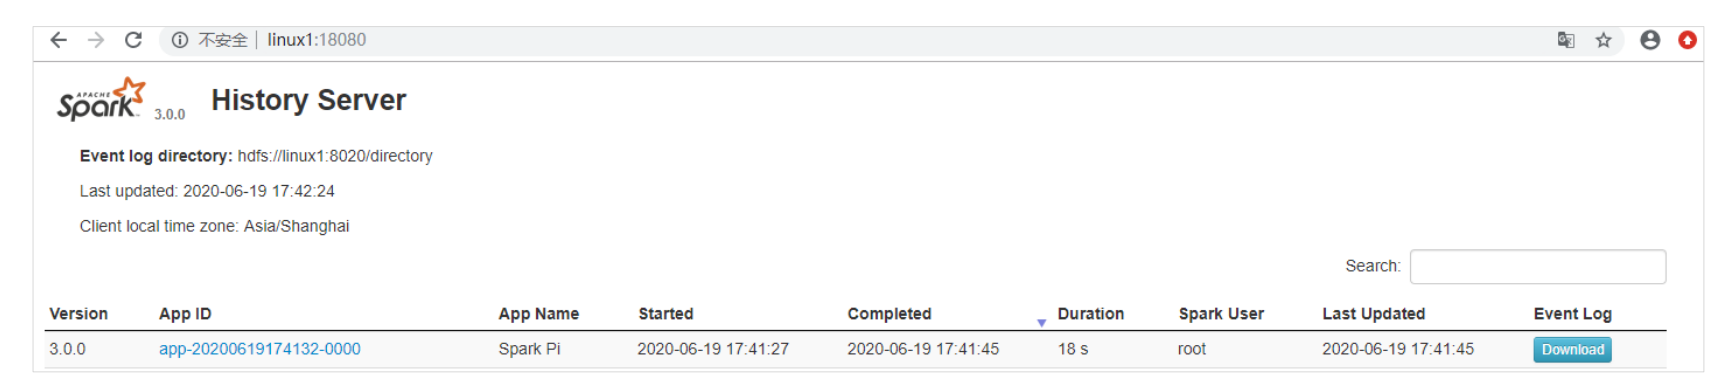 不安全 | linux1:18080
APACHE Spark 3.0.0 History Server
Event log directory: hdfs://linux1:8020/directory
Last updated: 2020-06-19 17:42:24
Client local time zone: Asia/Shanghai
Search:
Version App ID App Name Started Completed Duration Spark User Last Updated Event Log
3.0.0 app-20200619174132-0000 Spark Pi 2020-06-19 17:41:27 2020-06-19 17:41:45 18 s root 2020-06-19 17:41:45 Download